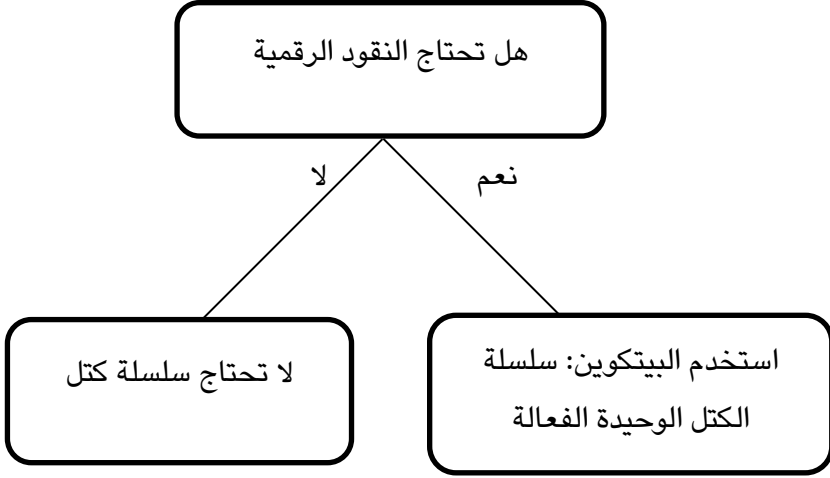 هل تحتاج النقود الرقمية
نعم
لا
استخدم البيتكوين: سلسلة
الكتل الوحيدة الفعالة
لا تحتاج سلسلة كتل